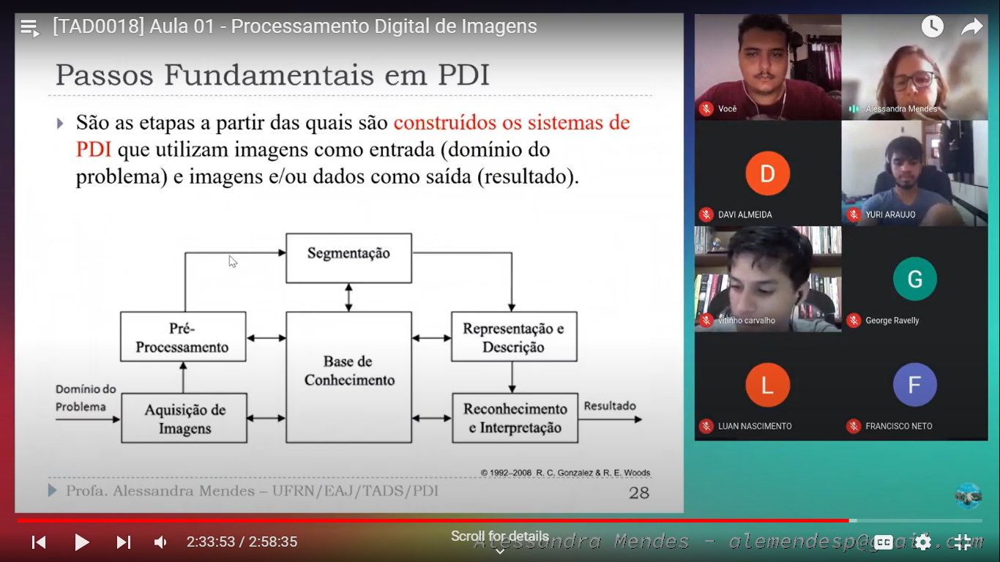 [TAD0018] Aula 01 - Processamento Digital de Imagens
Passos Fundamentais em PDI
São as etapas a partir das quais são construídos os sistemas de
PDI que utilizam imagens como entrada (domínio do
problema) e imagens e/ou dados como saída (resultado).
Segmentação
Pré-
Processamento
Representação e
Descrição
Base de
Conhecimento
Domínio do
Problema
Aquisição de
Imagens
Reconhecimento
e Interpretação
Resultado
© 1992–2008 R. C. Gonzalez & R. E. Woods
Profa. Alessandra Mendes – UFRN/EAJ/TADS/PDI
28
Você
Alessandra Mendes
D
DAVI ALMEIDA
YURI ARAUJO
vitinho carvalho
G
George Ravelly
L
LUAN NASCIMENTO
F
FRANCISCO NETO
2:33:53 / 2:58:35
Scroll for details
Alessandra Mendes - alemendesp@gmail.com
CC